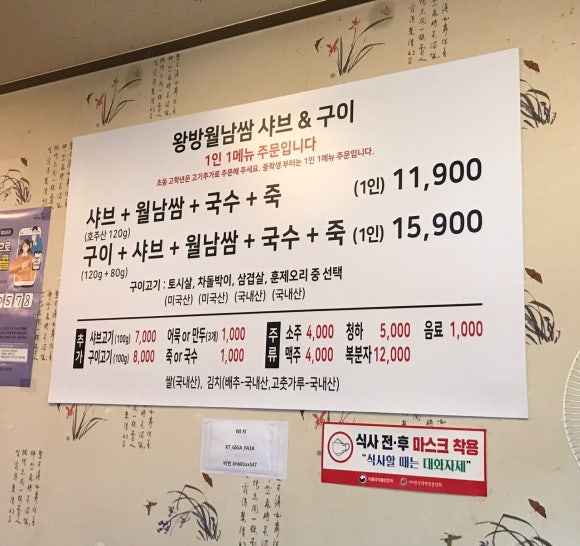 왕방월남쌈 샤브 & 구이
1인 1메뉴 주문입니다
초등 고학년은 고기추가로 주문해 주세요. 중학생 부터는 1인 1메뉴 주문입니다.
샤브 + 월남쌈 + 국수 + 죽 (1인) 11,900
(호주산 120g)
구이 + 샤브 + 월남쌈 + 국수 + 죽 (1인) 15,900
(120g + 80g)
구이고기 : 토시살, 차돌박이, 삼겹살, 훈제오리 중 선택
(미국산) (미국산) (국내산) (국내산)
추가
샤브고기(100g) 7,000 어묵 or 만두(3개) 1,000
구이고기(100g) 8,000 죽 or 국수 1,000
주류
소주 4,000 청하 5,000 음료 1,000
맥주 4,000 복분자 12,000
쌀(국내산), 김치(배추-국내산,고춧가루-국내산)
578
KT_GIGA_FA1A
비번
식사 전·후 마스크 착용
"식사할 때는 대화자제"